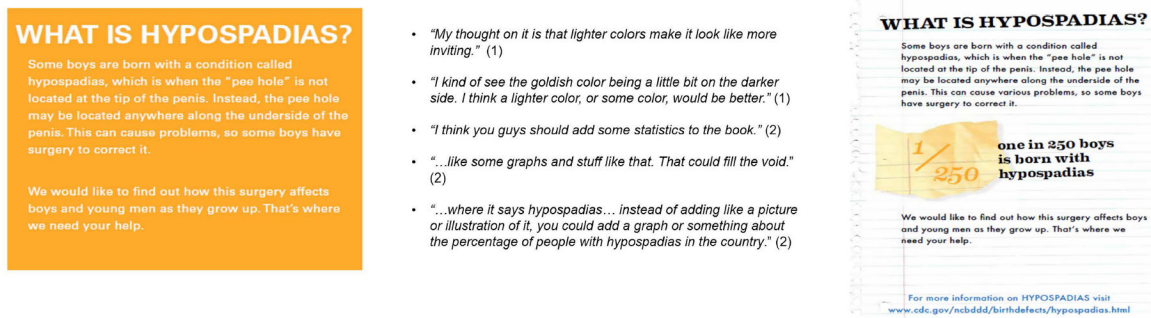 WHAT IS HYPOSPADIAS?
Some boys are born with a condition called
hypospadias, which is when the “pee hole” is not
located at the tip of the penis. Instead, the pee hole
may be located anywhere along the underside of the
penis. This can cause problems, so some boys have
surgery to correct it.
We would like to find out how this surgery affects
boys and young men as they grow up. That's where
we need your help.
• “My thought on it is that lighter colors make it look like more
inviting.” (1)
• “I kind of see the goldish color being a little bit on the darker
side. I think a lighter color, or some color, would be better.” (1)
• “I think you guys should add some statistics to the book.” (2)
• “…like some graphs and stuff like that. That could fill the void.”
(2)
• “…where it says hypospadias… instead of adding like a picture
or illustration of it, you could add a graph or something about
the percentage of people with hypospadias in the country.” (2)
WHAT IS HYPOSPADIAS?
Some boys are born with a condition called
hypospadias, which is when the “pee hole” is not
located at the tip of the penis. Instead, the pee hole
may be located anywhere along the underside of the
penis. This can cause various problems, so some boys
have surgery to correct it.
1/250
one in 250 boys
is born with
hypospadias
We would like to find out how this surgery affects boys
and young men as they grow up. That's where we
need your help.
For more information on HYPOSPADIAS visit
www.cdc.gov/ncbddd/birthdefects/hypospadias.html